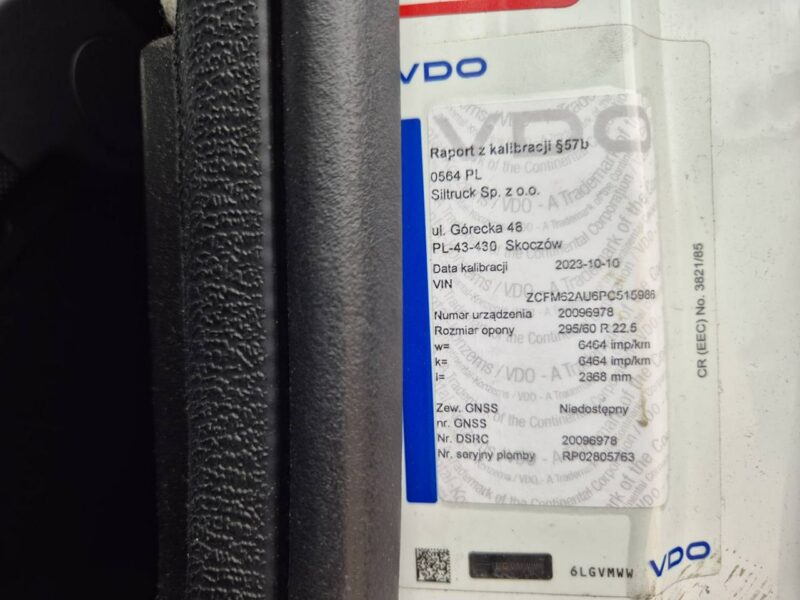 VDO
VDO
Raport z kalibracji §57b
0564 PL
Siltruck Sp. z o.o.
ul. Górecka 48
PL-43-430 Skoczów
Data kalibracji 2023-10-10
VIN
ZCFM62AU6PC515986
Numer urządzenia 20096978
Rozmiar opony 295/60 R 22.5
w= 6464 imp/km
k= 6464 imp/km
l= 2868 mm
Zew. GNSS Niedostępny
nr. GNSS
Nr. DSRC 20096978
Nr. seryjny plomby RP02805763
CR (EEC) No. 3821/85
6LGVMWW
VDO